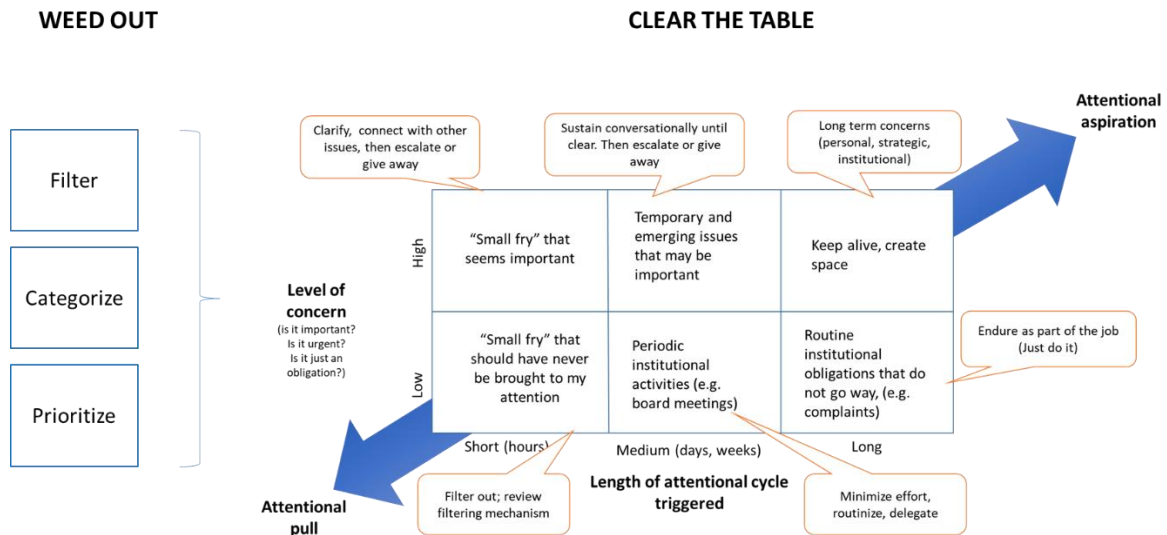 WEED OUT
CLEAR THE TABLE
Filter
Categorize
Prioritize
Attentional
aspiration
Clarify, connect with other
issues, then escalate or
give away
Sustain conversationally until
clear. Then escalate or give
away
Long term concerns
(personal, strategic,
institutional)
Level of
concern
(is it important?
Is it urgent?
Is it just an
obligation?)
High
"Small fry" that
seems important
Temporary and
emerging issues
that may be
important
Keep alive, create
space
Low
"Small fry" that
should have never
be brought to my
attention
Periodic
institutional
activities (e.g.
board meetings)
Routine
institutional
obligations that do
not go way, (e.g.
complaints)
Endure as part of the job
(Just do it)
Short (hours)
Medium (days, weeks)
Long
Length of attentional cycle
triggered
Attentional
pull
Filter out; review
filtering mechanism
Minimize effort,
routinize, delegate